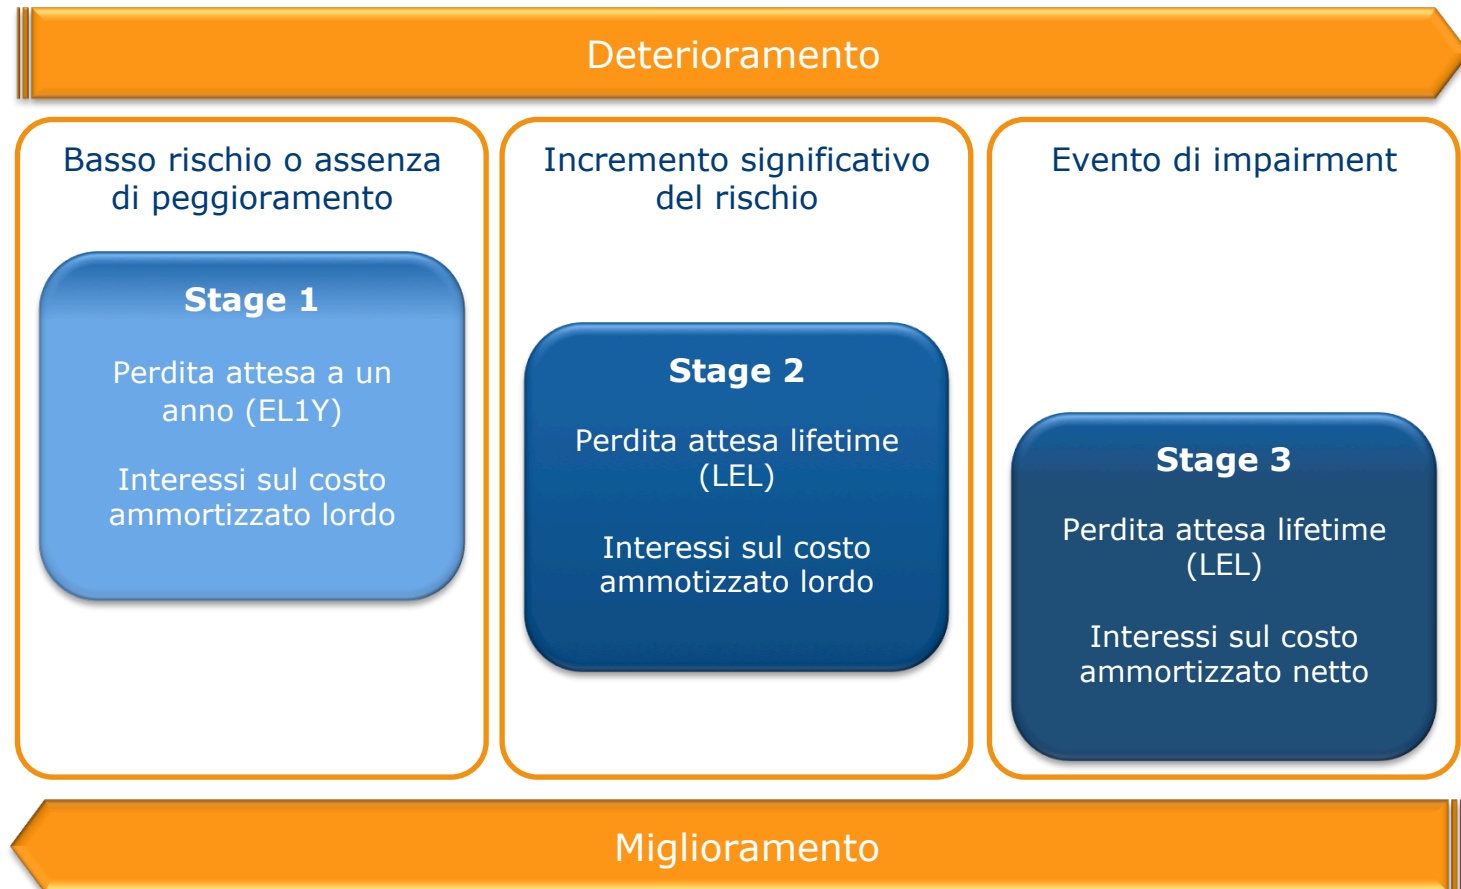 Deterioramento
Basso rischio o assenza
di peggioramento
Stage 1
Perdita attesa a un
anno (EL1Y)
Interessi sul costo
ammortizzato lordo
Incremento significativo
del rischio
Stage 2
Perdita attesa lifetime
(LEL)
Interessi sul costo
ammotizzato lordo
Evento di impairment
Stage 3
Perdita attesa lifetime
(LEL)
Interessi sul costo
ammortizzato netto
Miglioramento